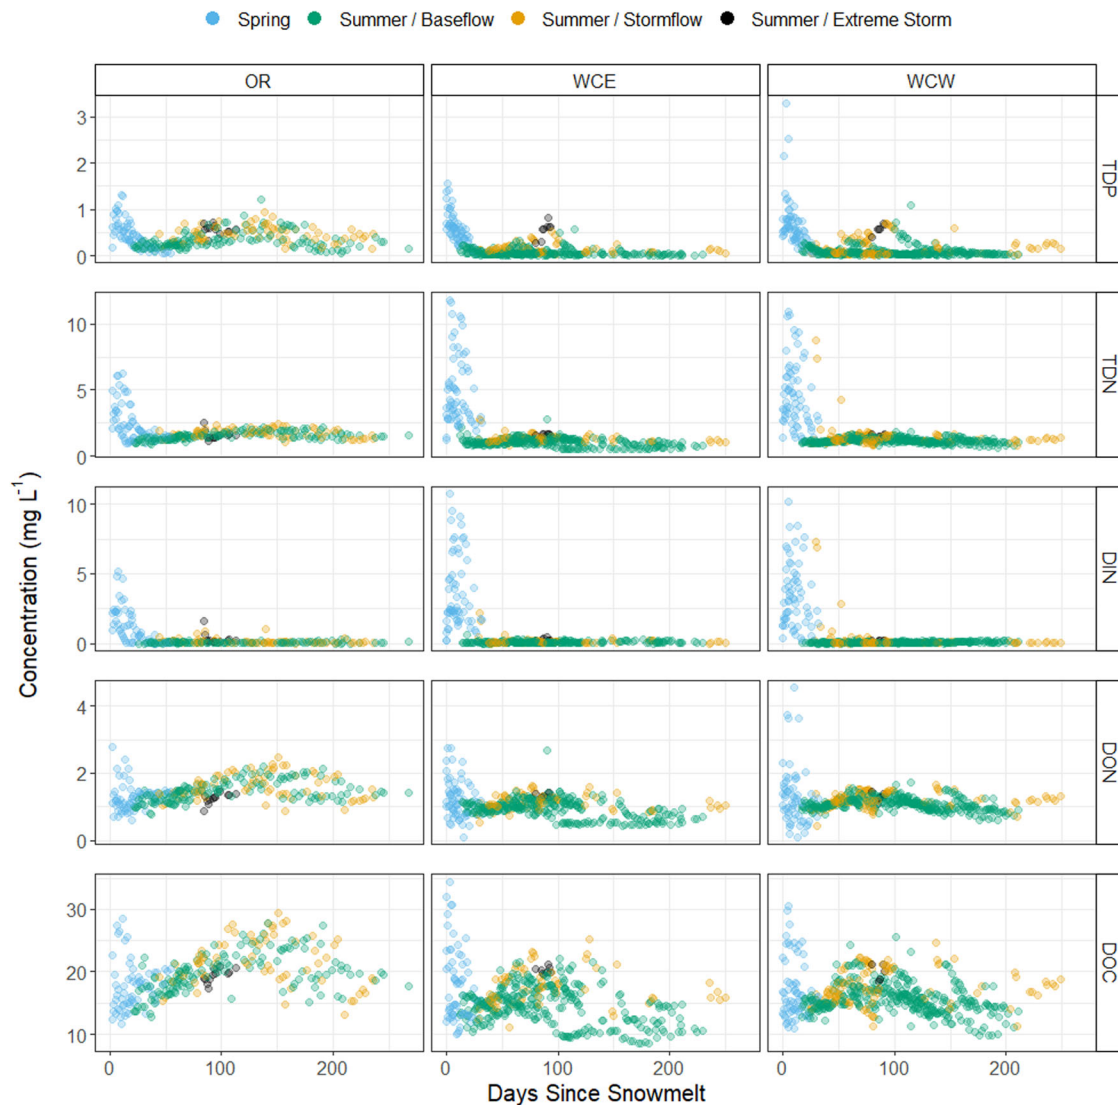 Spring Summer / Baseflow Summer / Stormflow Summer / Extreme Storm
OR WCE WCW
3
2
1
0
TDP
10
5
0
TDN
10
5
0
DIN
4
2
0
DON
30
20
10
DOC
Concentration (mg L⁻¹)
0 100 200 0 100 200 0 100 200
Days Since Snowmelt